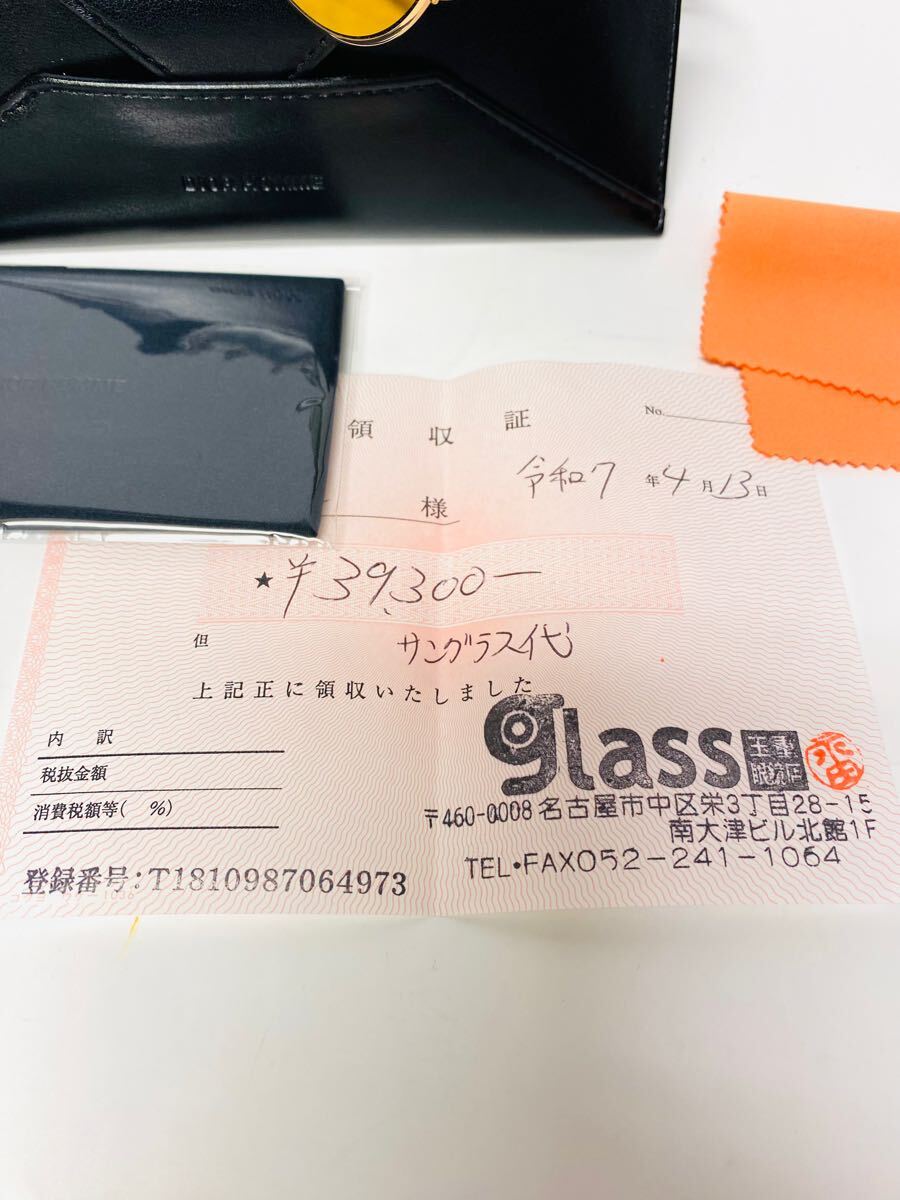 DIOR HOMME
領収証
No.
令和7年4月13日
様
★ ¥39,300-
但 サングラス代
上記正に領収いたしました
内 訳
税抜金額
消費税額等( %)
glass
〒460-0008 名古屋市中区栄3丁目28-15
南大津ビル北館1F
TEL・FAX052-241-1064
登録番号:T1810987064973